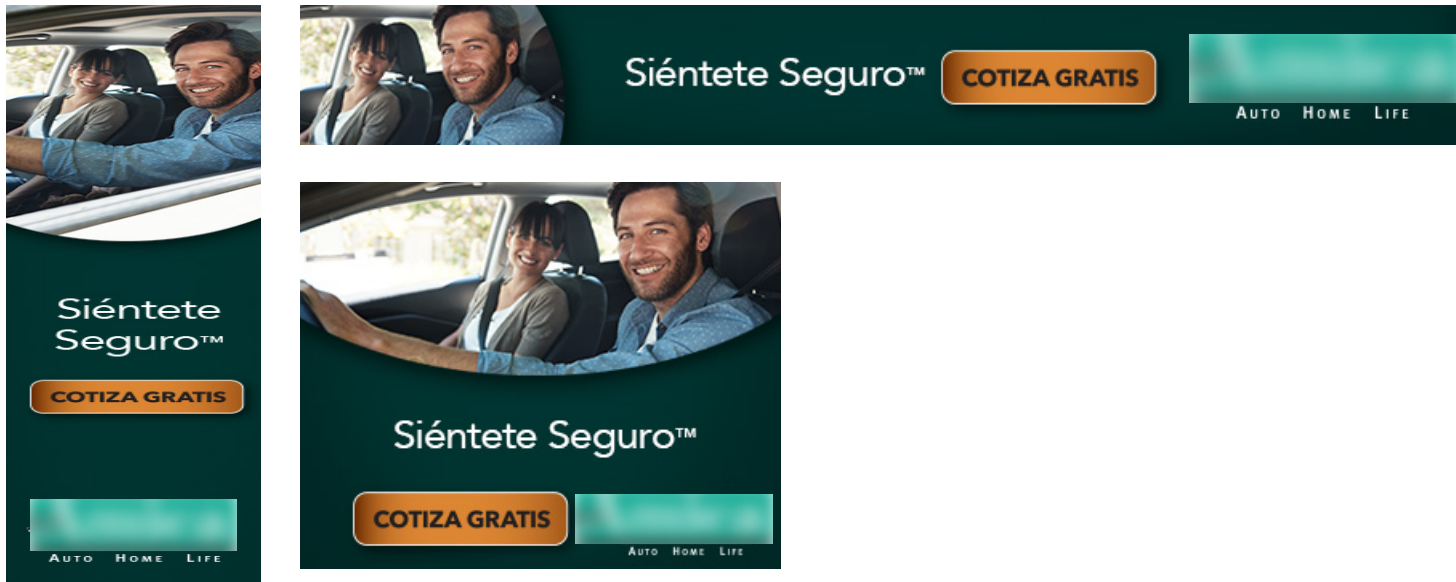 Siéntete
Seguro™
COTIZA GRATIS
AUTO HOME LIFE
Siéntete Seguro™
COTIZA GRATIS
AUTO HOME LIFE
Siéntete Seguro™
COTIZA GRATIS
AUTO HOME LIFE